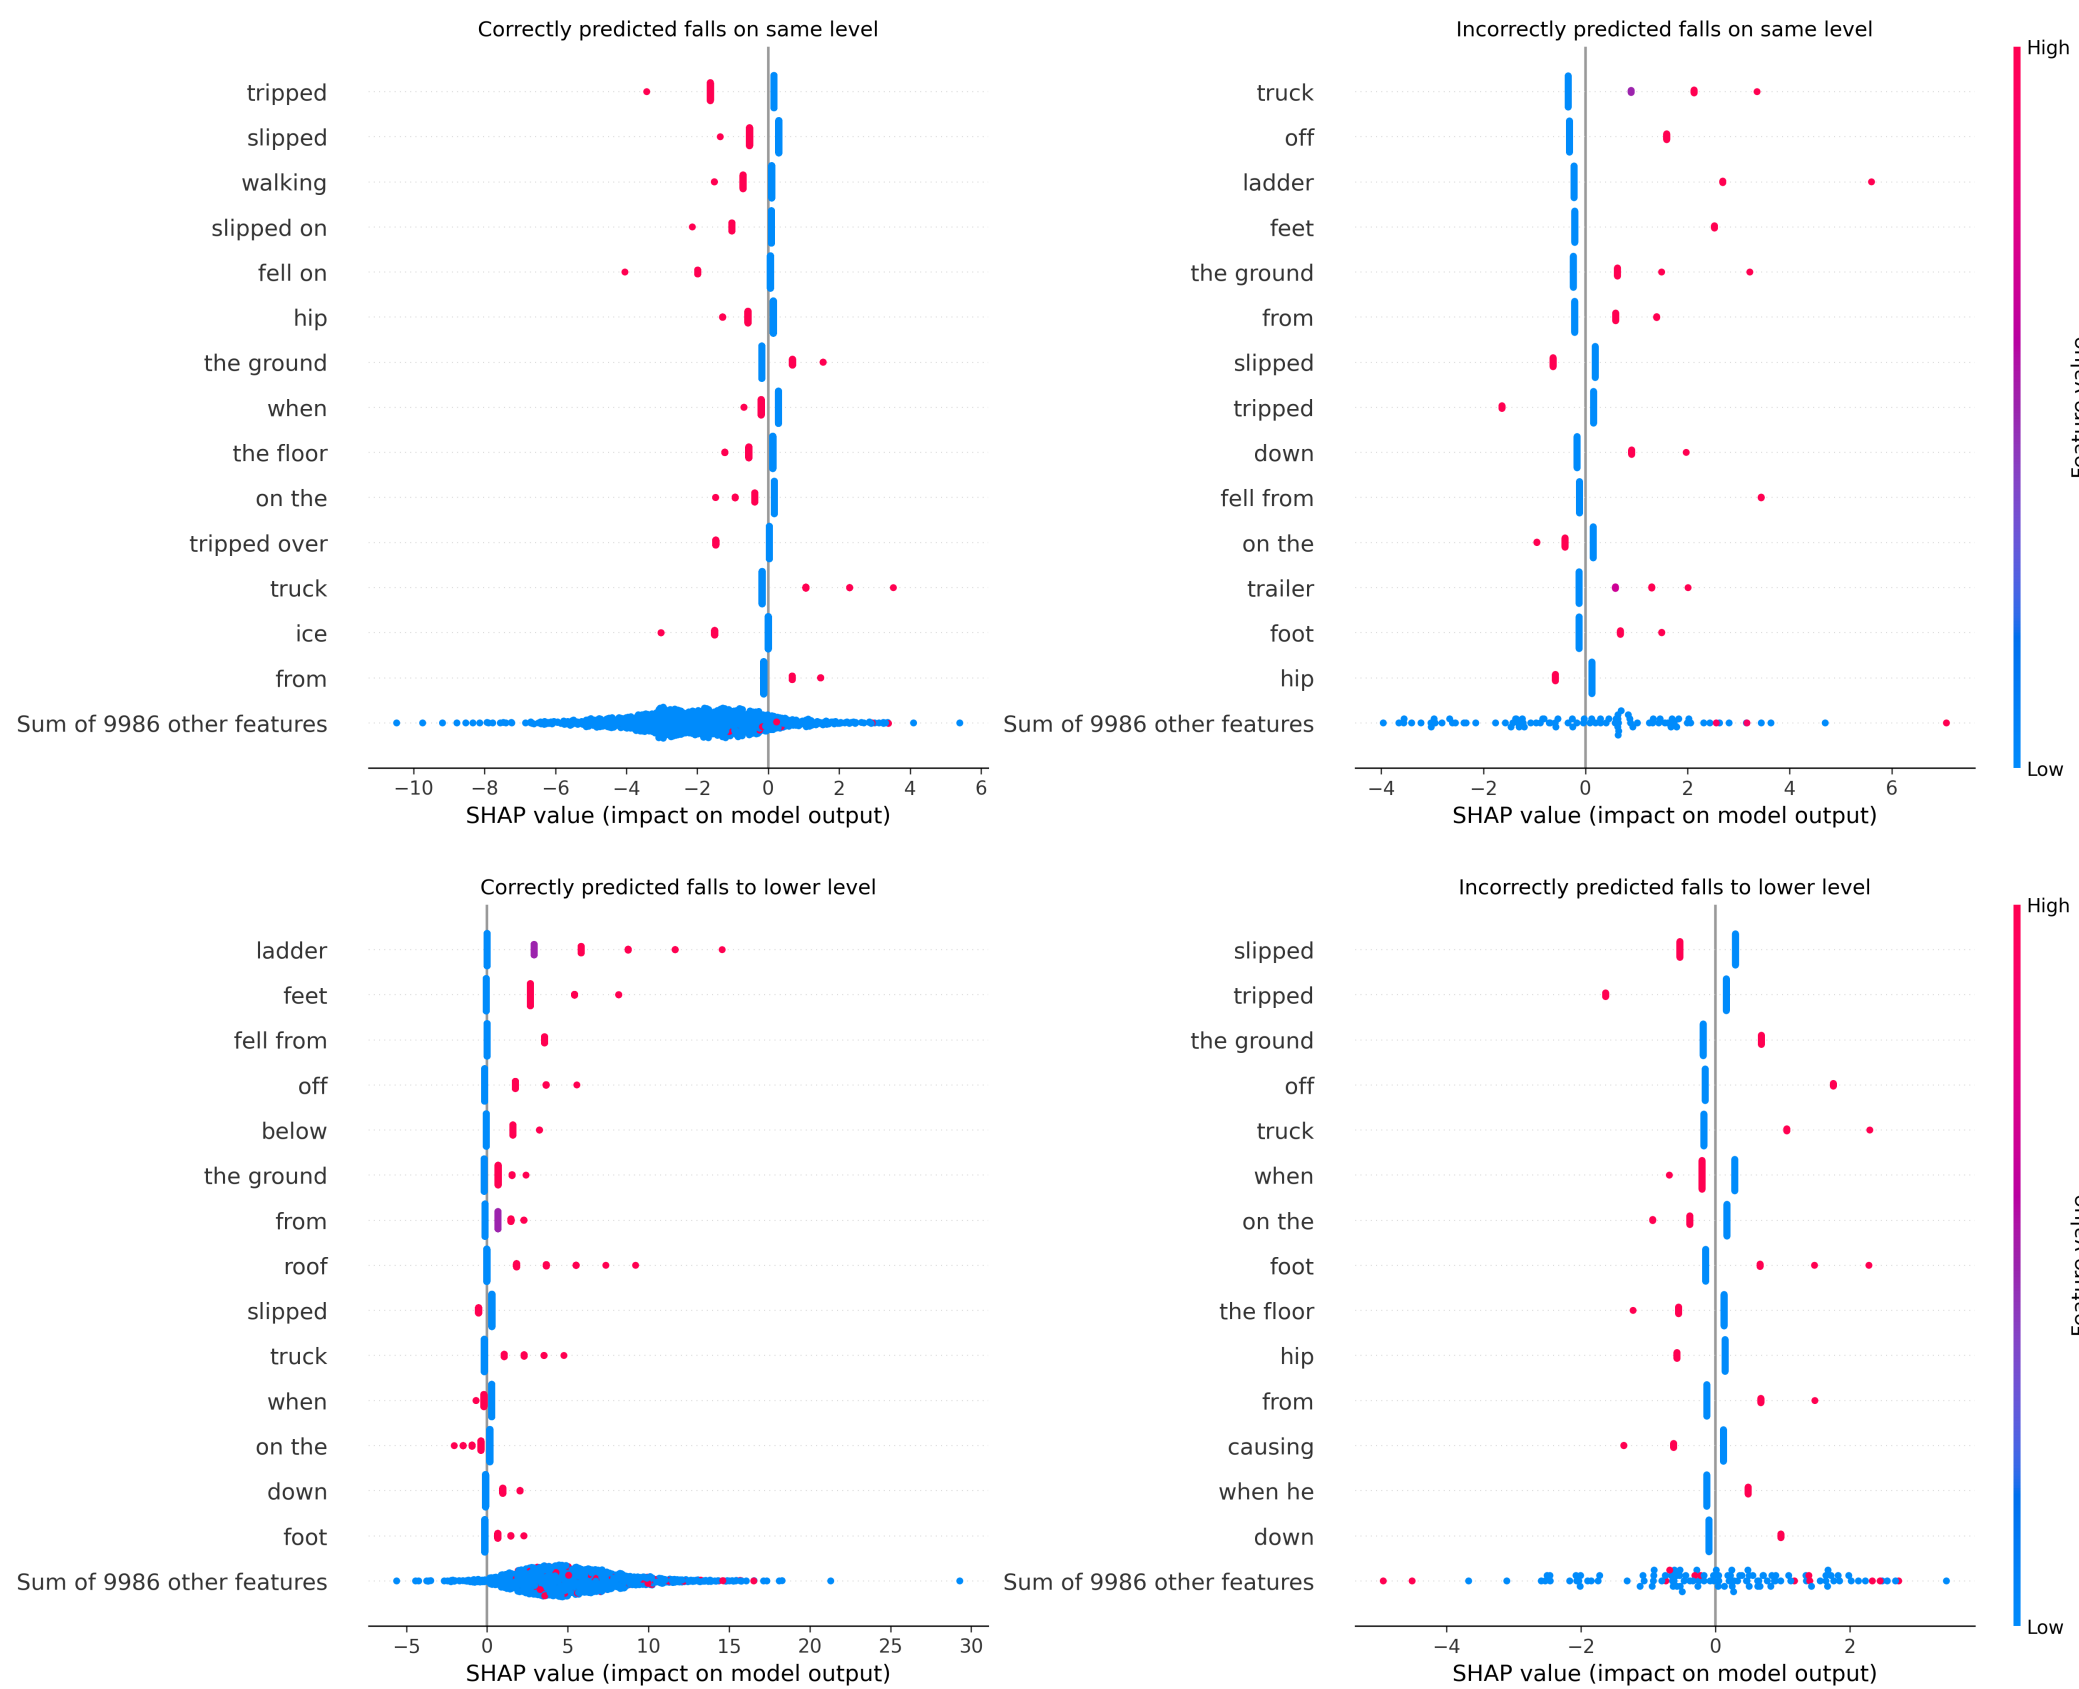 Correctly predicted falls on same level
tripped
slipped
walking
slipped on
fell on
hip
the ground
when
the floor
on the
tripped over
truck
ice
from
Sum of 9986 other features
−10 −8 −6 −4 −2 0 2 4 6
SHAP value (impact on model output)
Incorrectly predicted falls on same level
truck
off
ladder
feet
the ground
from
slipped
tripped
down
fell from
on the
trailer
foot
hip
Sum of 9986 other features
−4 −2 0 2 4 6
SHAP value (impact on model output)
High
Low
Feature value
Correctly predicted falls to lower level
ladder
feet
fell from
off
below
the ground
from
roof
slipped
truck
when
on the
down
foot
Sum of 9986 other features
−5 0 5 10 15 20 25 30
SHAP value (impact on model output)
Incorrectly predicted falls to lower level
slipped
tripped
the ground
off
truck
when
on the
foot
the floor
hip
from
causing
when he
down
Sum of 9986 other features
−4 −2 0 2
SHAP value (impact on model output)
High
Low
Feature value